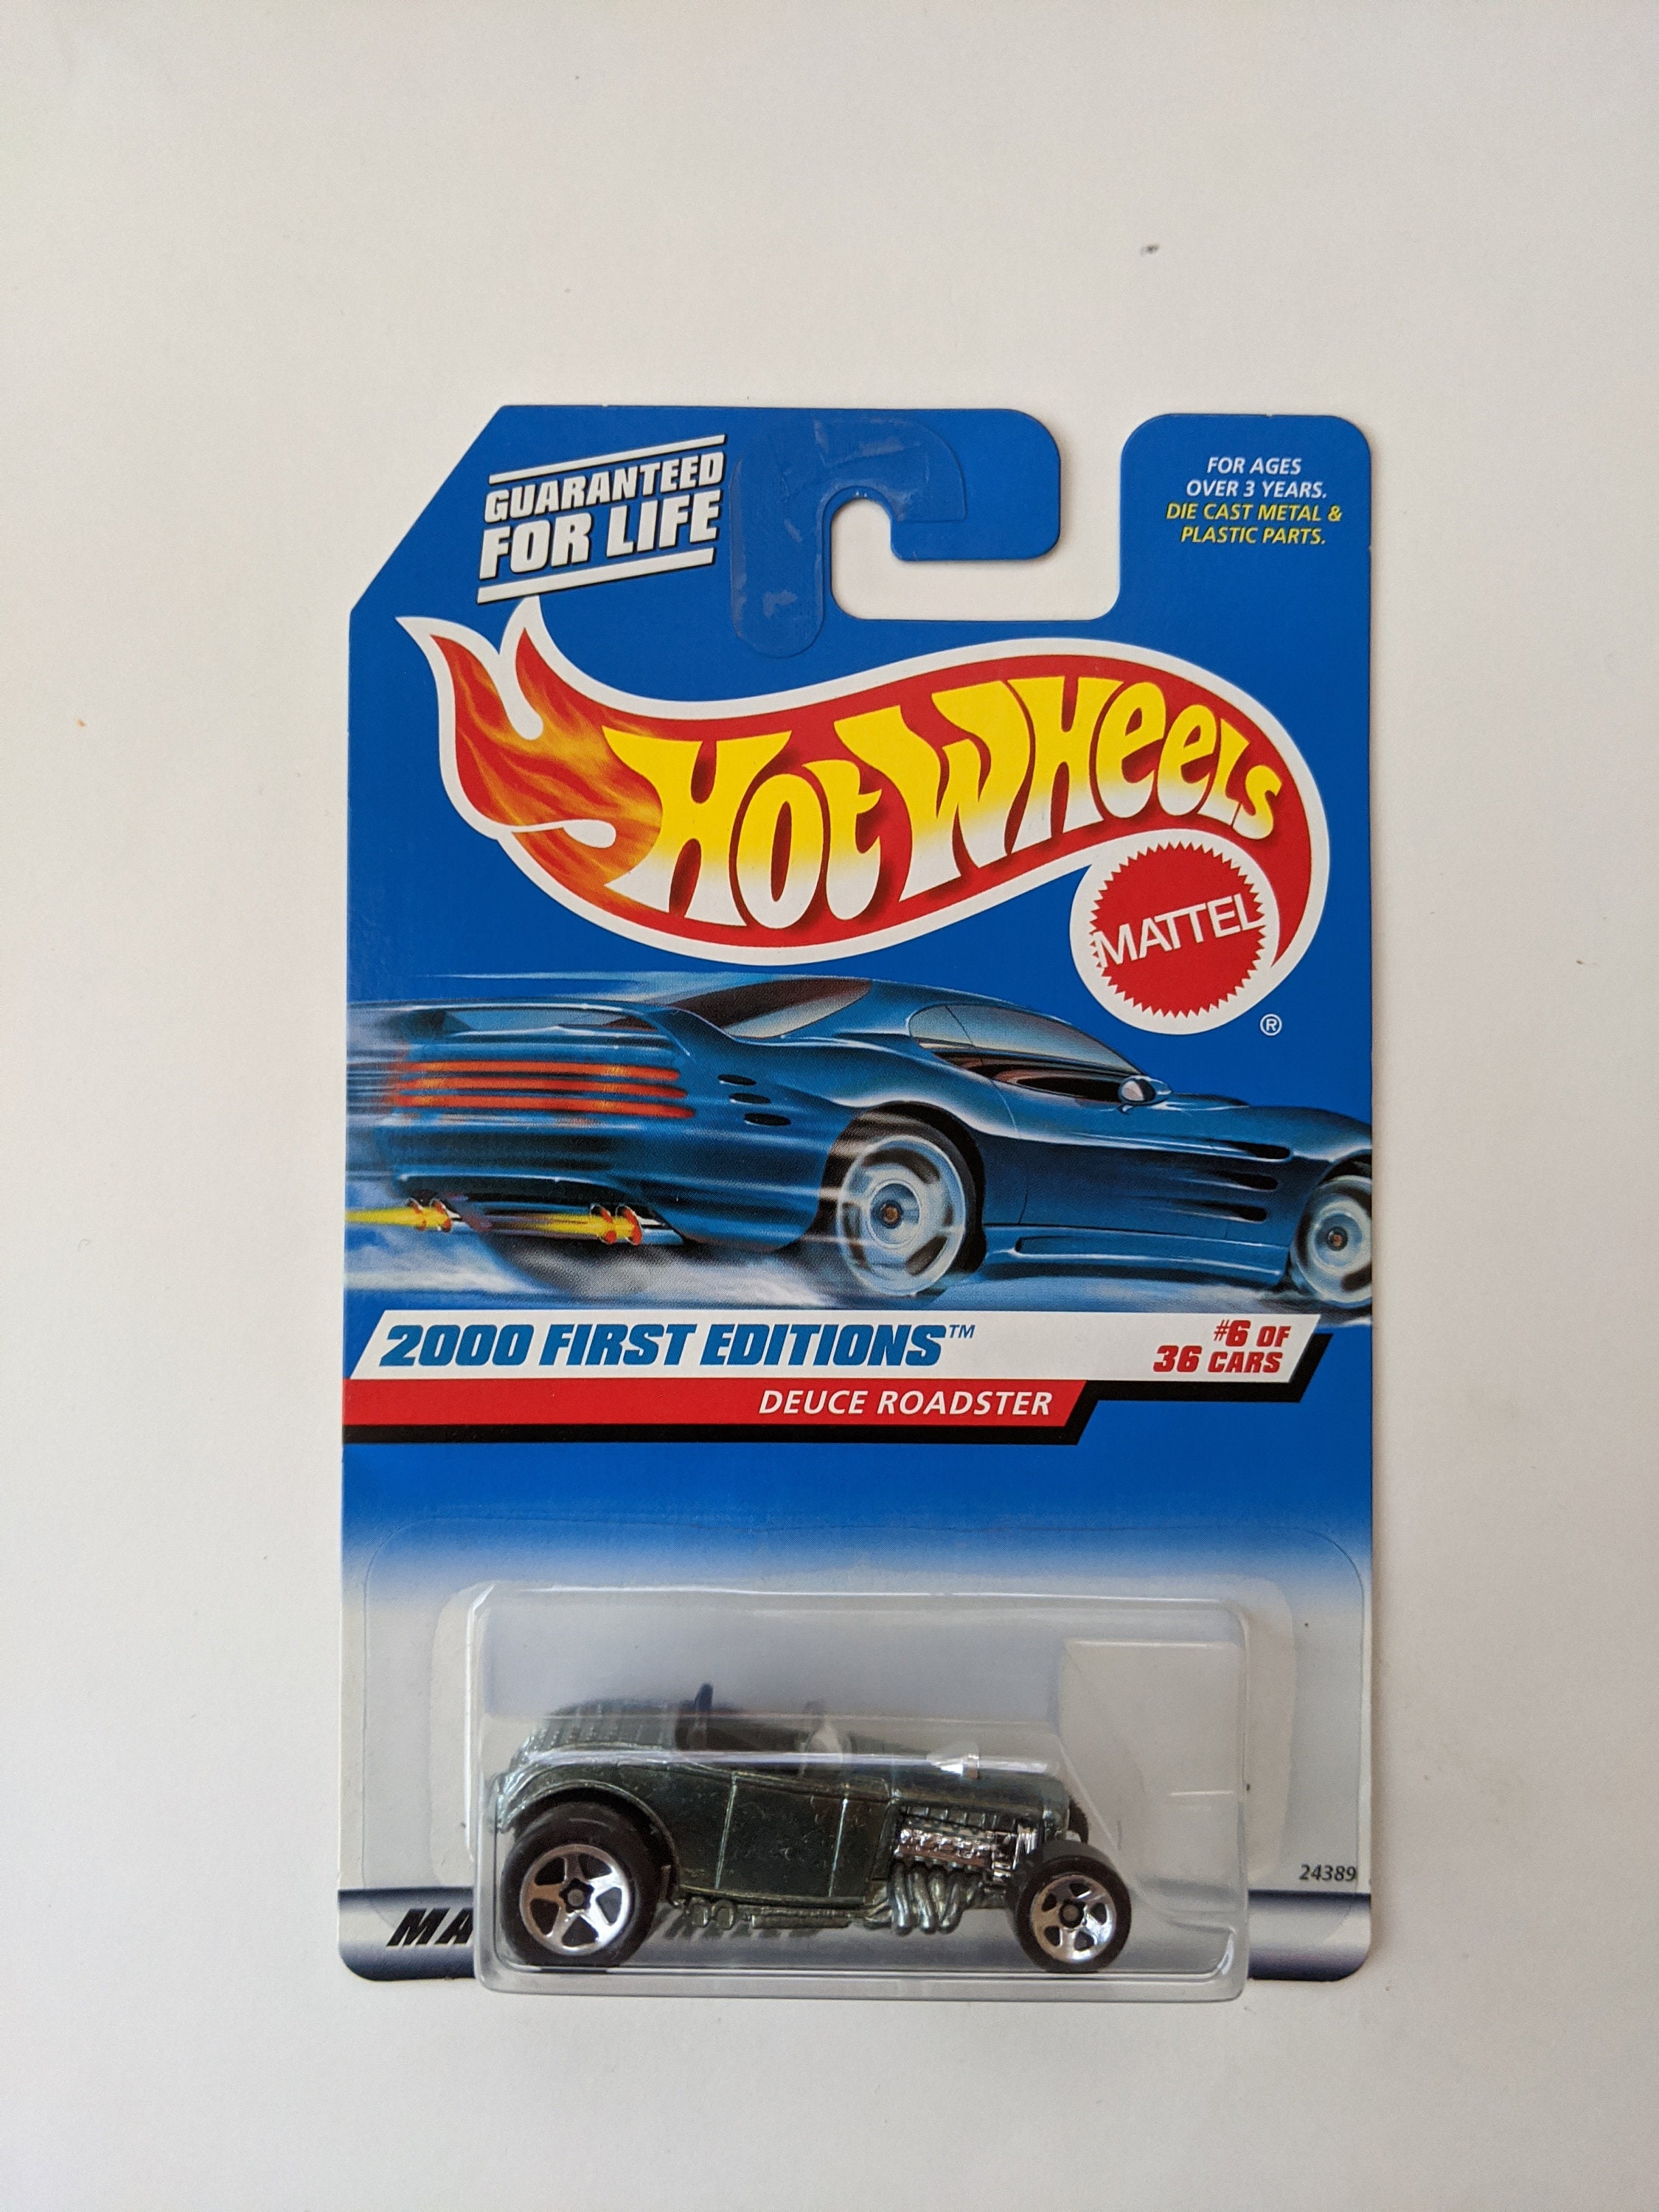 GUARANTEED
FOR LIFE
FOR AGES
OVER 3 YEARS.
DIE CAST METAL &
PLASTIC PARTS.
HOT WHEELS
MATTEL
®
2000 FIRST EDITIONS™
#6 OF
36 CARS
DEUCE ROADSTER
24389